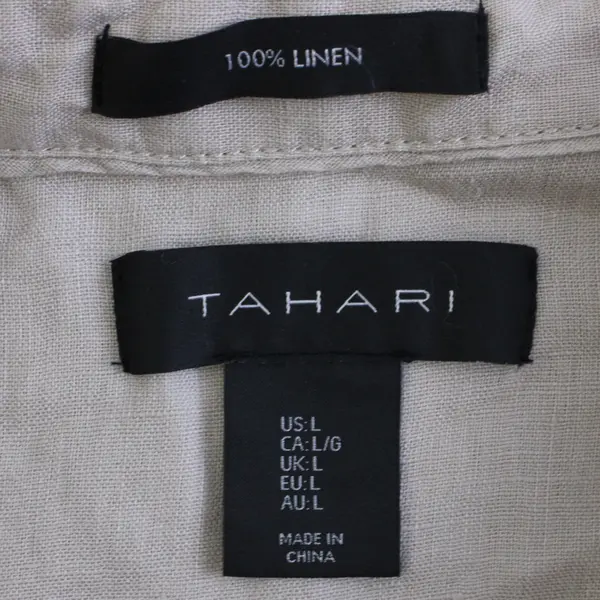 100% LINEN
TAHARI
US: L
CA: L/G
UK: L
EU: L
AU: L
MADE IN
CHINA